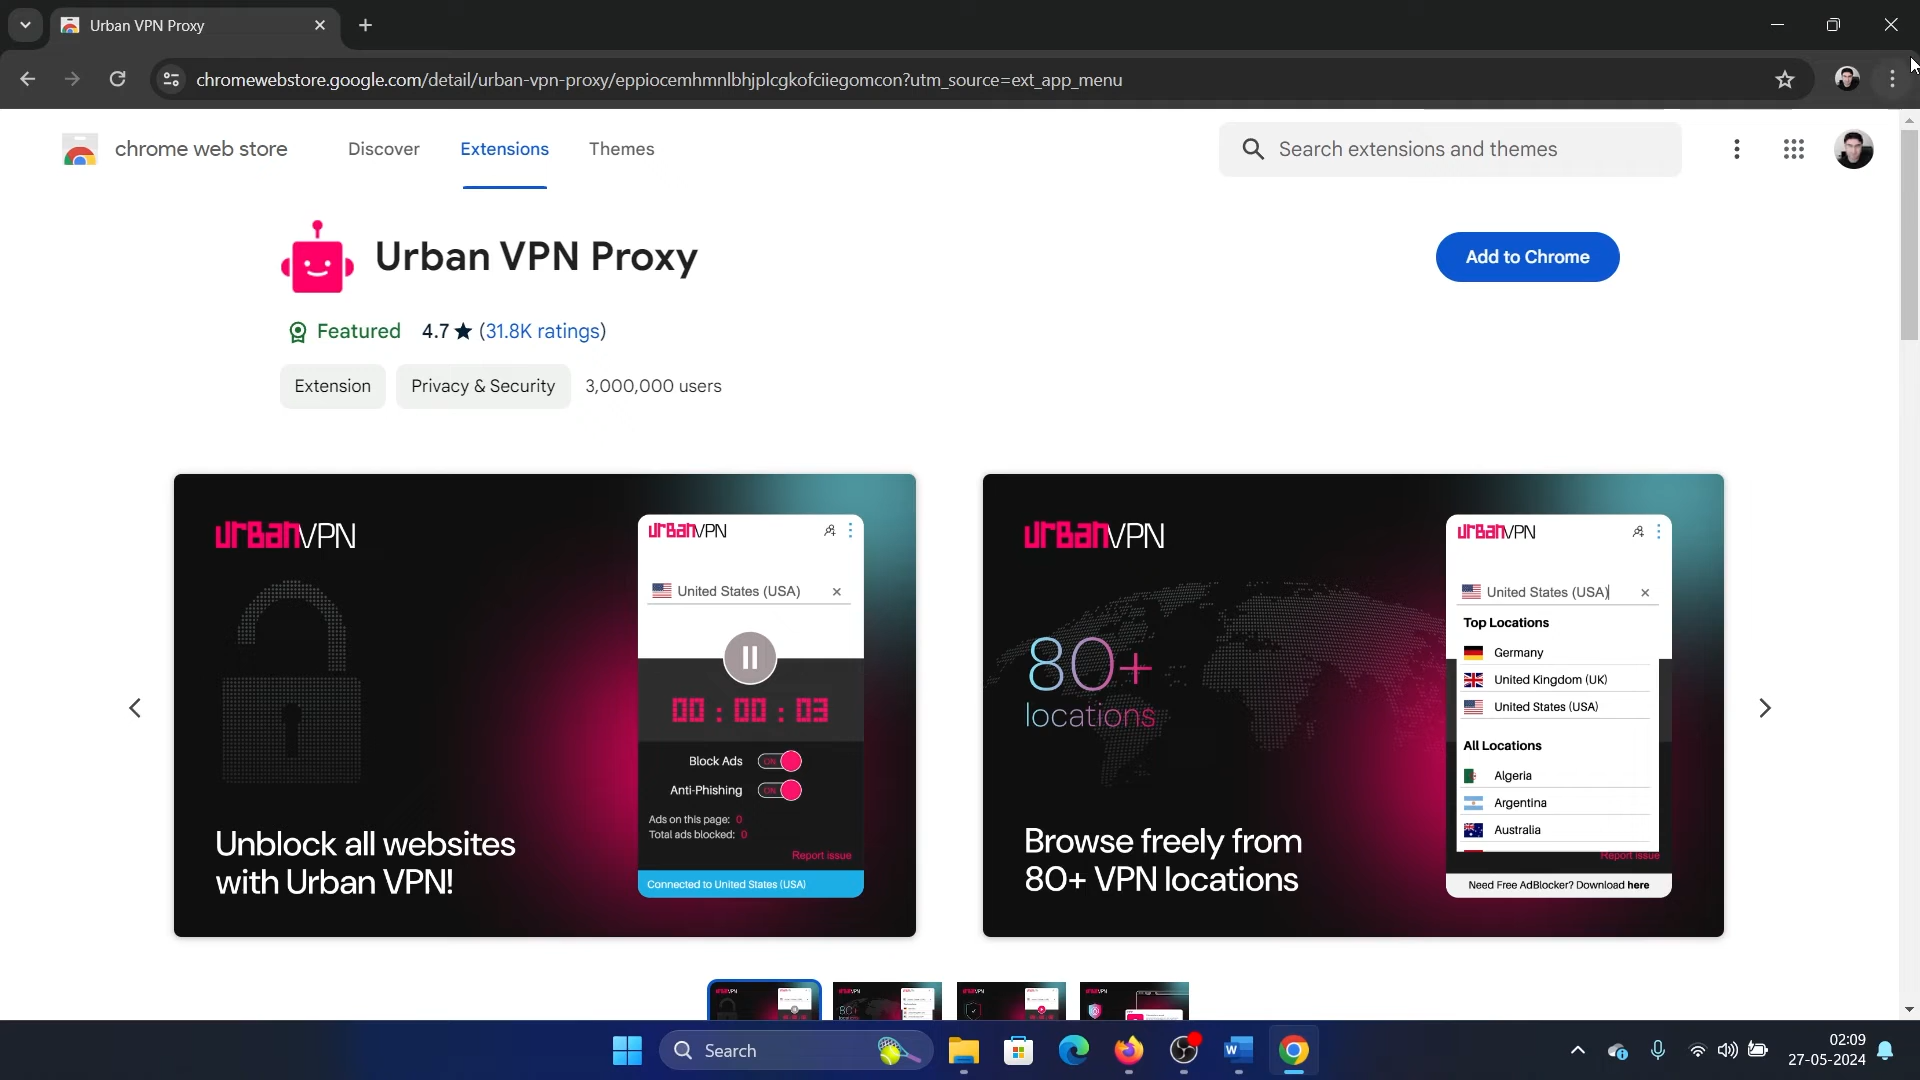 Urban VPN Proxy
chromewebstore.google.com/detail/urban-vpn-proxy/eppiocemhmnlbhjplcgkofciiegomcon?utm_source=ext_app_menu
chrome web store
Discover
Extensions
Themes
Search extensions and themes
Urban VPN Proxy
Add to Chrome
Featured
4.7★ (31.8K ratings)
Extension
Privacy & Security
3,000,000 users
urBanVPN
urBanVPN
United States (USA)
00 : 00 : 03
Block Ads
ON
Anti-Phishing
ON
Ads on this page: 0
Total ads blocked: 0
Report issue
Connected to United States (USA)
Unblock all websites
with Urban VPN!
urBanVPN
80+
locations
Browse freely from
80+ VPN locations
urBanVPN
United States (USA)
Top Locations
Germany
United Kingdom (UK)
United States (USA)
All Locations
Algeria
Argentina
Australia
Report issue
Need Free AdBlocker? Download here
Search
02:09
27-05-2024